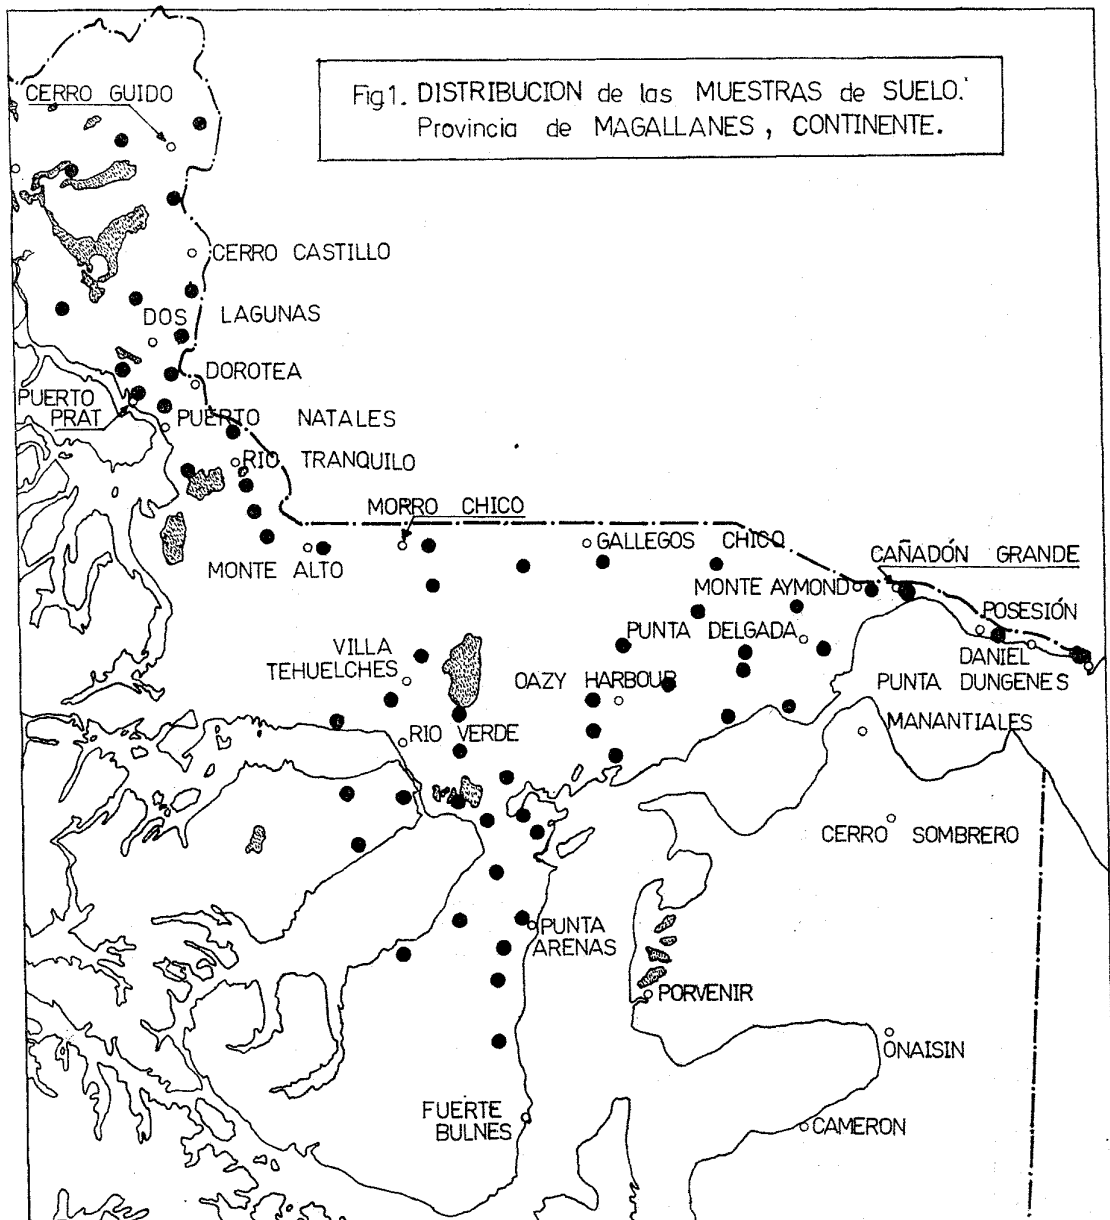 Fig1. DISTRIBUCION de las MUESTRAS de SUELO.
Provincia de MAGALLANES, CONTINENTE.
CERRO GUIDO
CERRO CASTILLO
DOS LAGUNAS
DOROTEA
PUERTO
PRAT
PUERTO NATALES
RIO TRANQUILO
MORRO CHICO
GALLEGOS CHICO
CAÑADÓN GRANDE
MONTE ALTO
MONTE AYMOND
POSESIÓN
PUNTA DELGADA
VILLA
TEHUELCHES
DANIEL
OAZY HARBOUR
PUNTA DUNGENES
MANANTIALES
RIO VERDE
CERRO SOMBRERO
PUNTA
ARENAS
PORVENIR
ONAISIN
FUERTE
BULNES
CAMERON